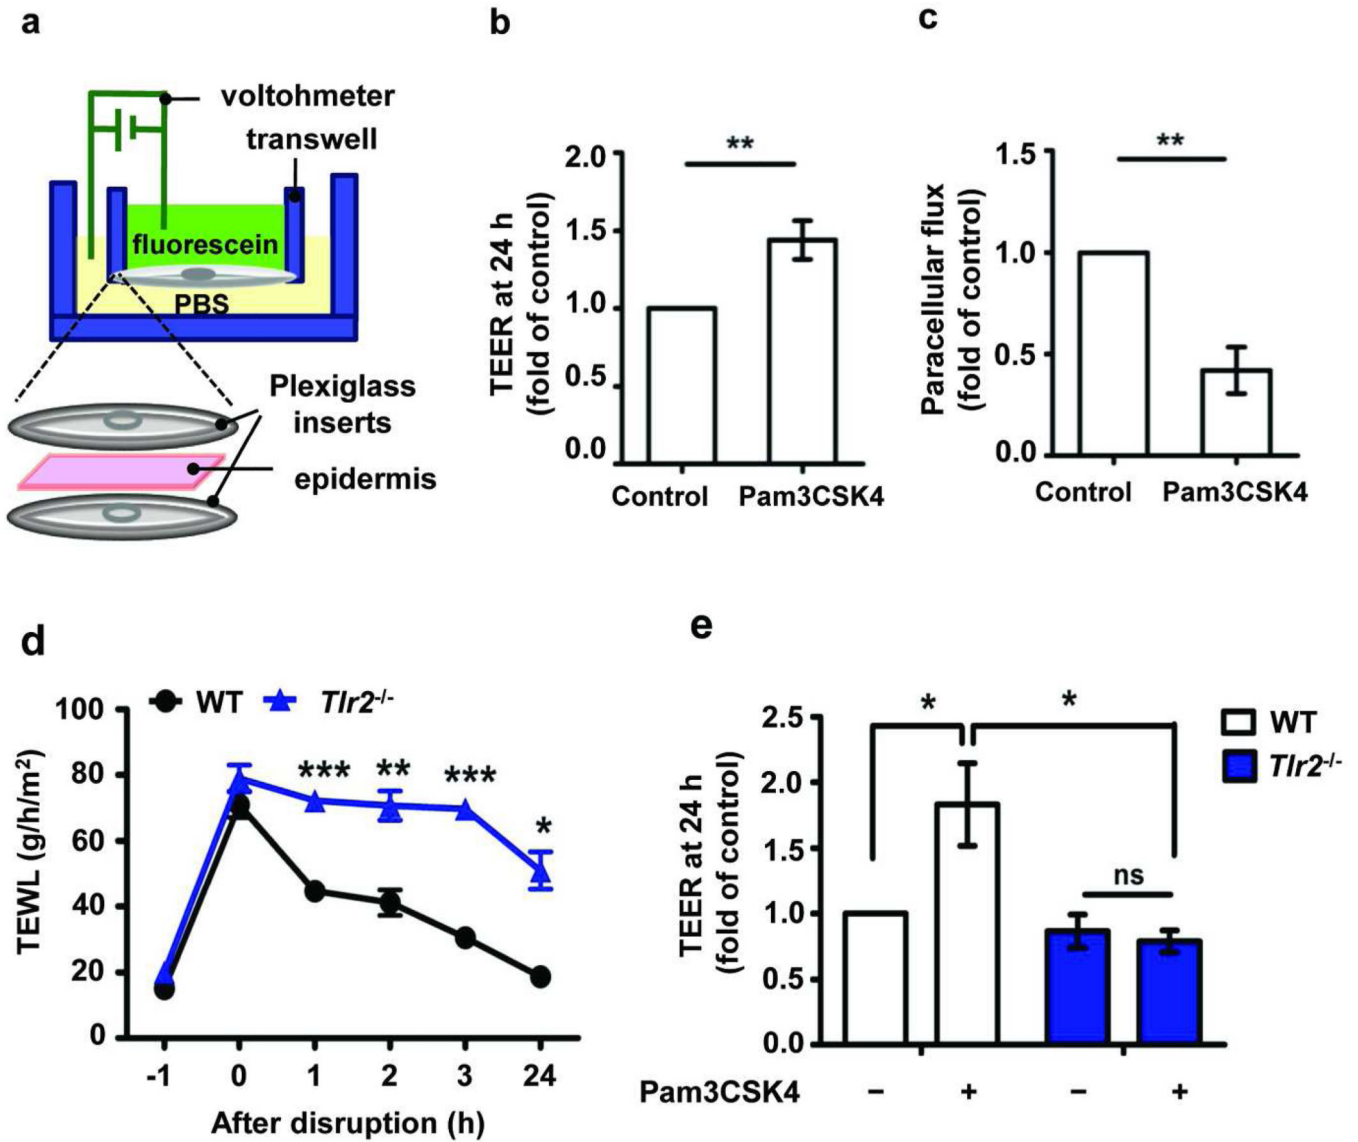 a
voltohmeter
transwell
fluorescein
PBS
Plexiglass
inserts
epidermis
b
TEER at 24 h
(fold of control)
2.0
1.5
1.0
0.5
0.0
**
Control Pam3CSK4
c
Paracellular flux
(fold of control)
1.5
1.0
0.5
0.0
**
Control Pam3CSK4
d
WT Tlr2-/-
TEWL (g/h/m2)
100
80
60
40
20
0
*** ** *** *
-1 0 1 2 3 24
After disruption (h)
e
TEER at 24 h
(fold of control)
2.5
2.0
1.5
1.0
0.5
0.0
* *
ns
WT
Tlr2-/-
Pam3CSK4 − + − +